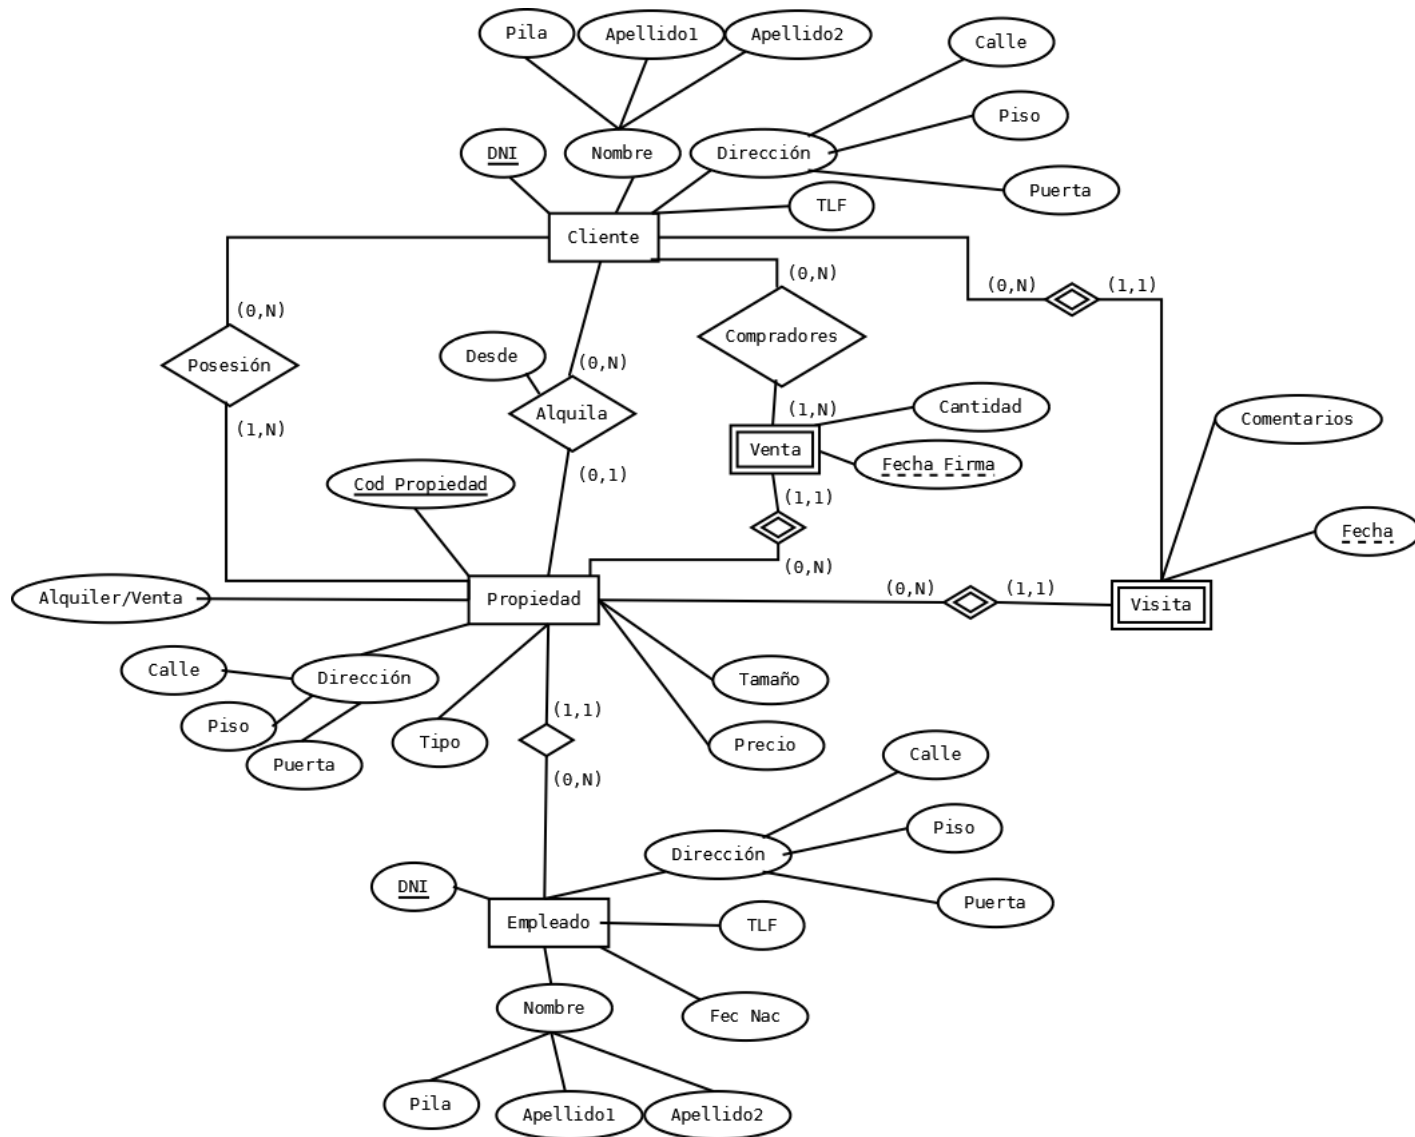 Pila
Apellido1
Apellido2
Calle
Piso
DNI
Nombre
Dirección
Puerta
TLF
Cliente
(0,N)
(0,N)
(1,1)
(0,N)
Compradores
Desde
(0,N)
Posesión
Alquila
(1,N)
Cantidad
Comentarios
(1,N)
Venta
Fecha Firma
(0,1)
Cod Propiedad
(1,1)
Fecha
(0,N)
(0,N)
(1,1)
Alquiler/Venta
Propiedad
Visita
Calle
Dirección
Tamaño
Piso
(1,1)
Tipo
Precio
Puerta
Calle
(0,N)
Piso
Dirección
DNI
Puerta
Empleado
TLF
Nombre
Fec Nac
Pila
Apellido1
Apellido2